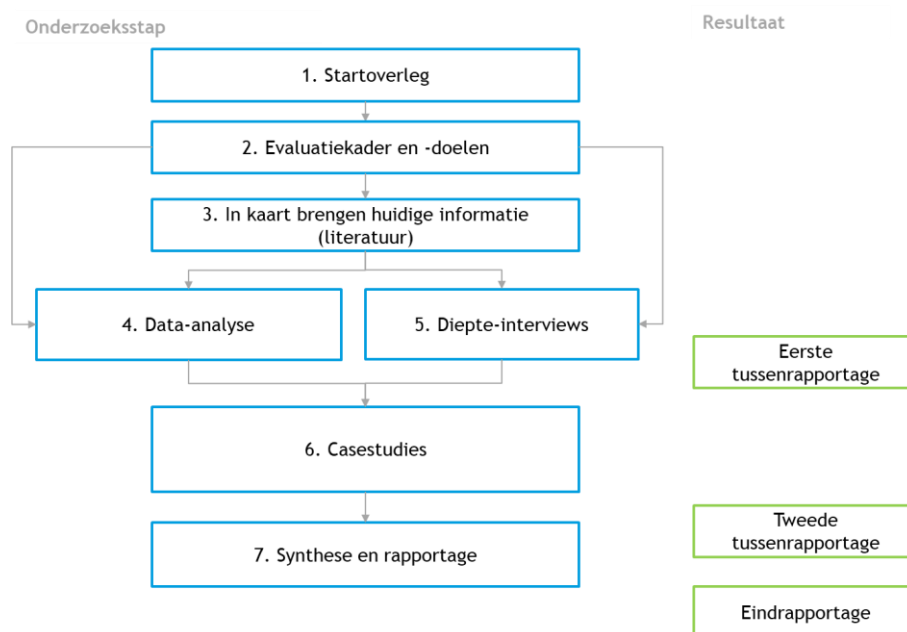 Onderzoeksstap
Resultaat
1. Startoverleg
2. Evaluatiekader en -doelen
3. In kaart brengen huidige informatie
(literatuur)
4. Data-analyse
5. Diepte-interviews
Eerste
tussenrapportage
6. Casestudies
Tweede
tussenrapportage
7. Synthese en rapportage
Eindrapportage